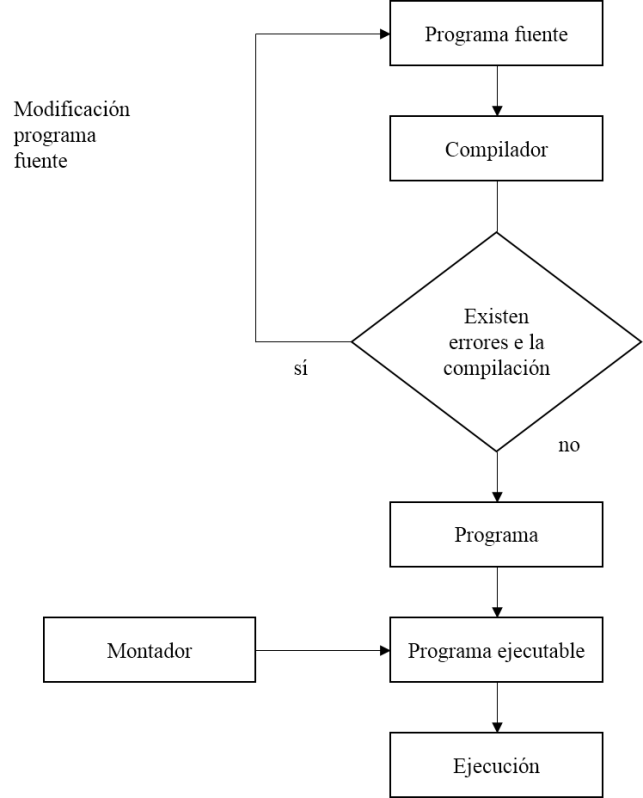 Programa fuente
Modificación
programa
fuente
Compilador
Existen
errores e la
compilación
sí
no
Programa
Montador
Programa ejecutable
Ejecución